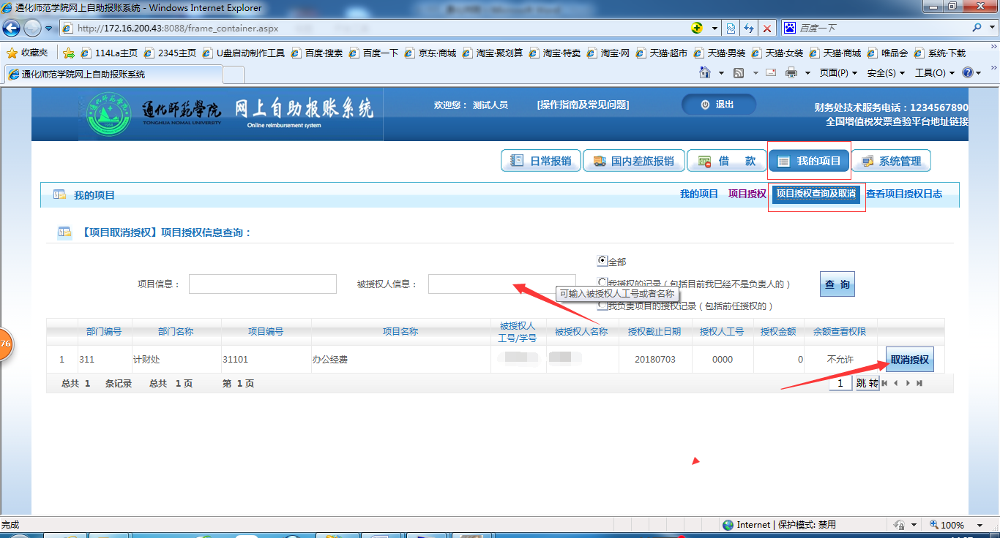 通化师范学院网上自助报账系统 - Windows Internet Explorer
http://172.16.200.43:8088/frame_container.aspx
百度一下
收藏夹
114La主页
2345主页
U盘启动制作工具
百度·搜索
百度一下
京东·商城
淘宝·聚划算
淘宝·特卖
淘宝·网
天猫·超市
天猫·男装
天猫·女装
天猫·商城
唯品会
系统·下载
通化师范学院网上自助报账系统
页面(P)
安全(S)
工具(O)
通化师范學院
TONGHUA NOMAL UNIVERSITY
网上自助报账系统
Online reimbursement system
欢迎您： 测试人员
[操作指南及常见问题]
退出
财务处技术服务电话：1234567890
全国增值税发票查验平台地址链接
日常报销
国内差旅报销
借 款
我的项目
系统管理
我的项目
我的项目
项目授权
项目授权查询及取消
查看项目授权日志
【项目取消授权】项目授权信息查询：
全部
项目信息：
被授权人信息：
我授权的记录（包括目前我已经不是负责人的）
查 询
可输入被授权人工号或者名称
我负责项目的授权记录（包括前任授权的）
部门编号
部门名称
项目编号
项目名称
被授权人
工号/学号
被授权人名称
授权截止日期
授权人工号
授权金额
余额查看权限
1
311
计财处
31101
办公经费
20180703
0000
0
不允许
取消授权
总共 1 条记录 总共 1 页 第 1 页
1
跳 转
76
完成
Internet | 保护模式: 禁用
100%